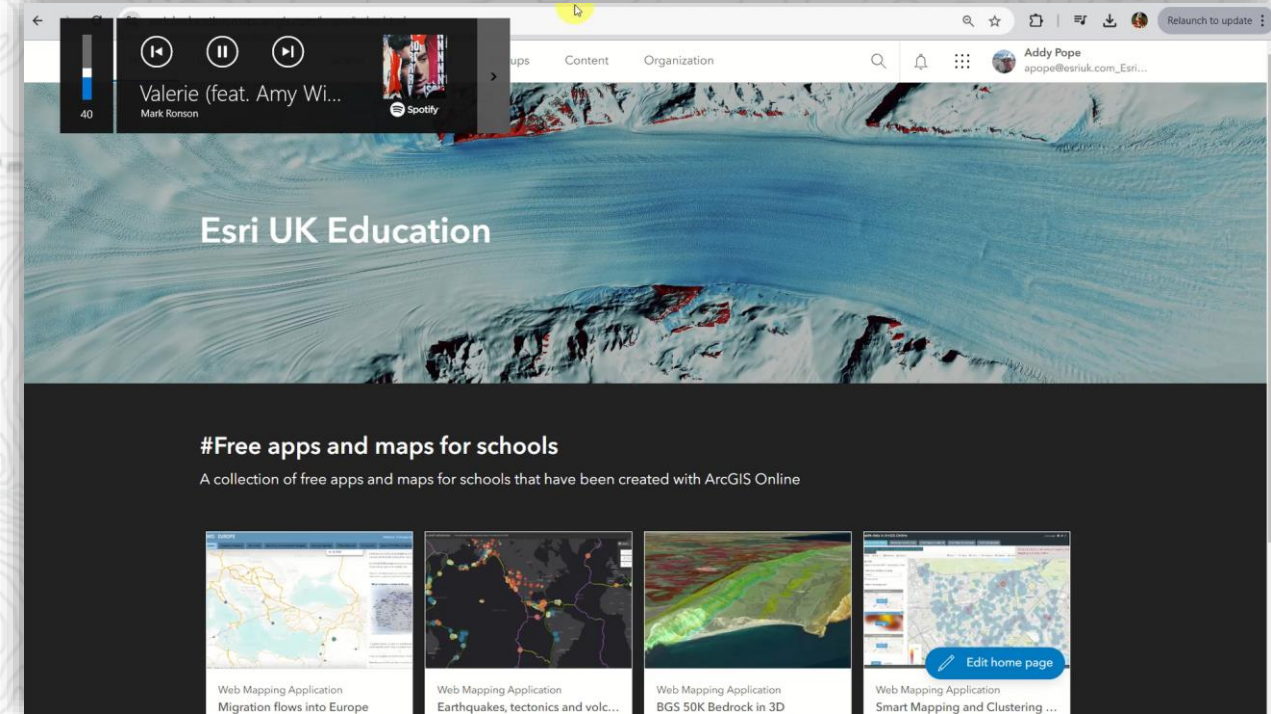 Relaunch to update
40
Valerie (feat. Amy Wi...
Mark Ronson
Spotify
ups
Content
Organization
Addy Pope
apope@esriuk.com_Esri...
Esri UK Education
#Free apps and maps for schools
A collection of free apps and maps for schools that have been created with ArcGIS Online
Edit home page
Web Mapping Application
Migration flows into Europe
Web Mapping Application
Earthquakes, tectonics and volc...
Web Mapping Application
BGS 50K Bedrock in 3D
Web Mapping Application
Smart Mapping and Clustering ...